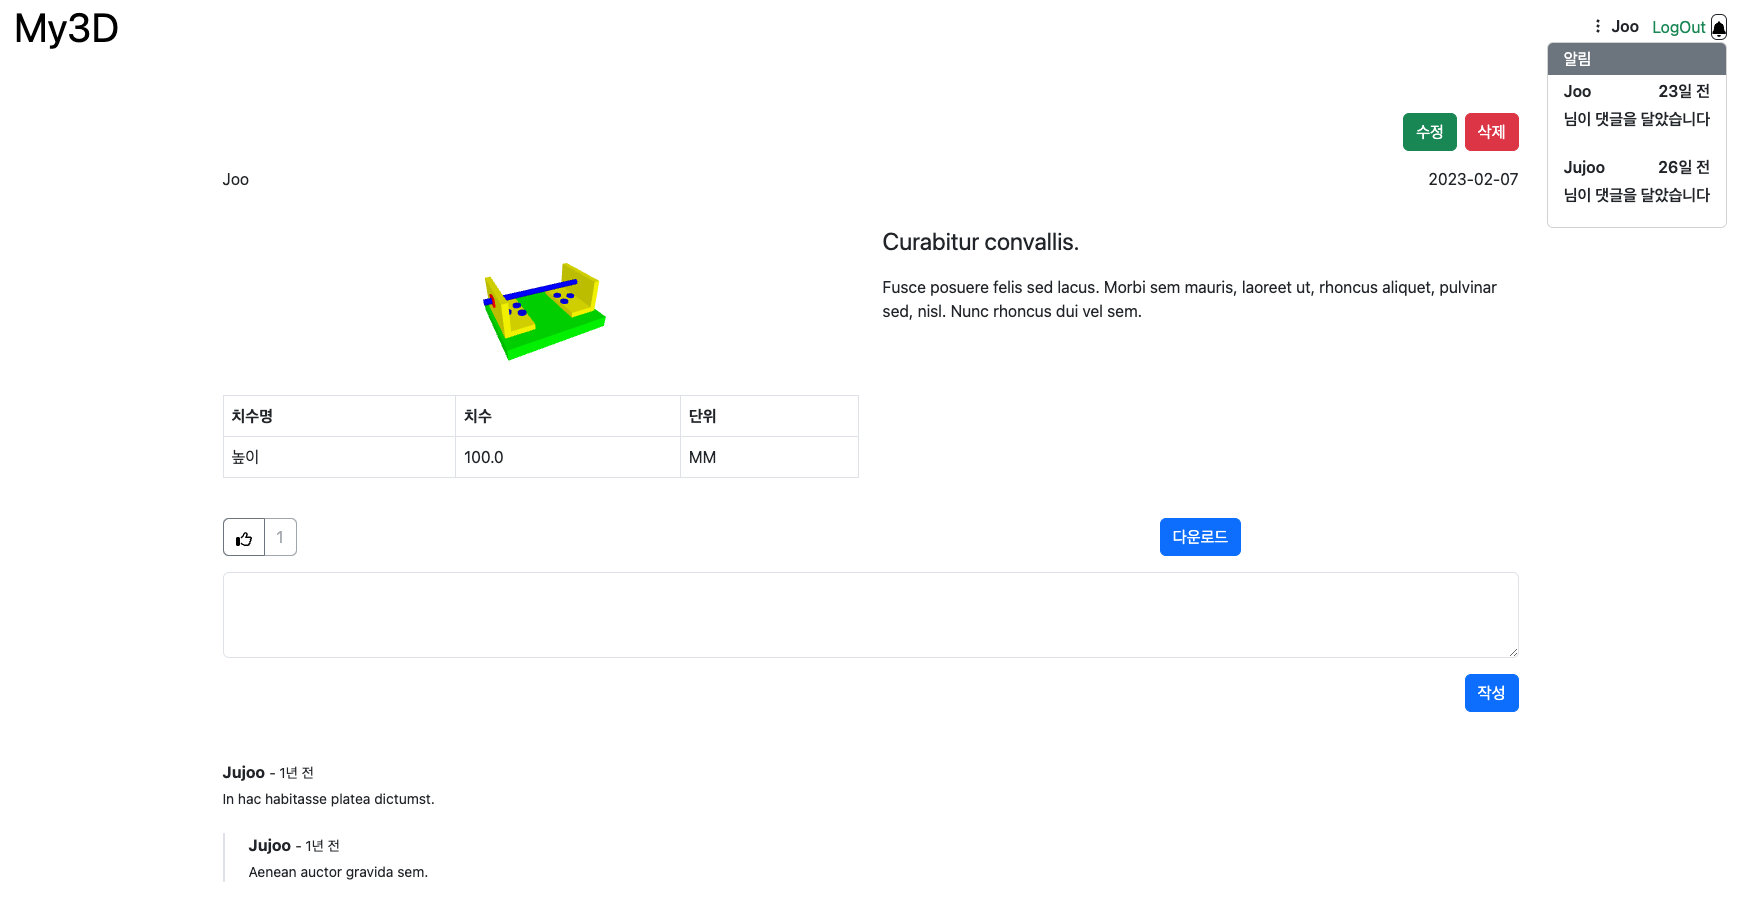 My3D
Joo LogOut
알림
Joo 23일 전
님이 댓글을 달았습니다
Jujoo 26일 전
님이 댓글을 달았습니다
수정 삭제
Joo 2023-02-07
Curabitur convallis.
Fusce posuere felis sed lacus. Morbi sem mauris, laoreet ut, rhoncus aliquet, pulvinar
sed, nisl. Nunc rhoncus dui vel sem.
치수명 치수 단위
높이 100.0 MM
1 다운로드
작성
Jujoo - 1년 전
In hac habitasse platea dictumst.
Jujoo - 1년 전
Aenean auctor gravida sem.